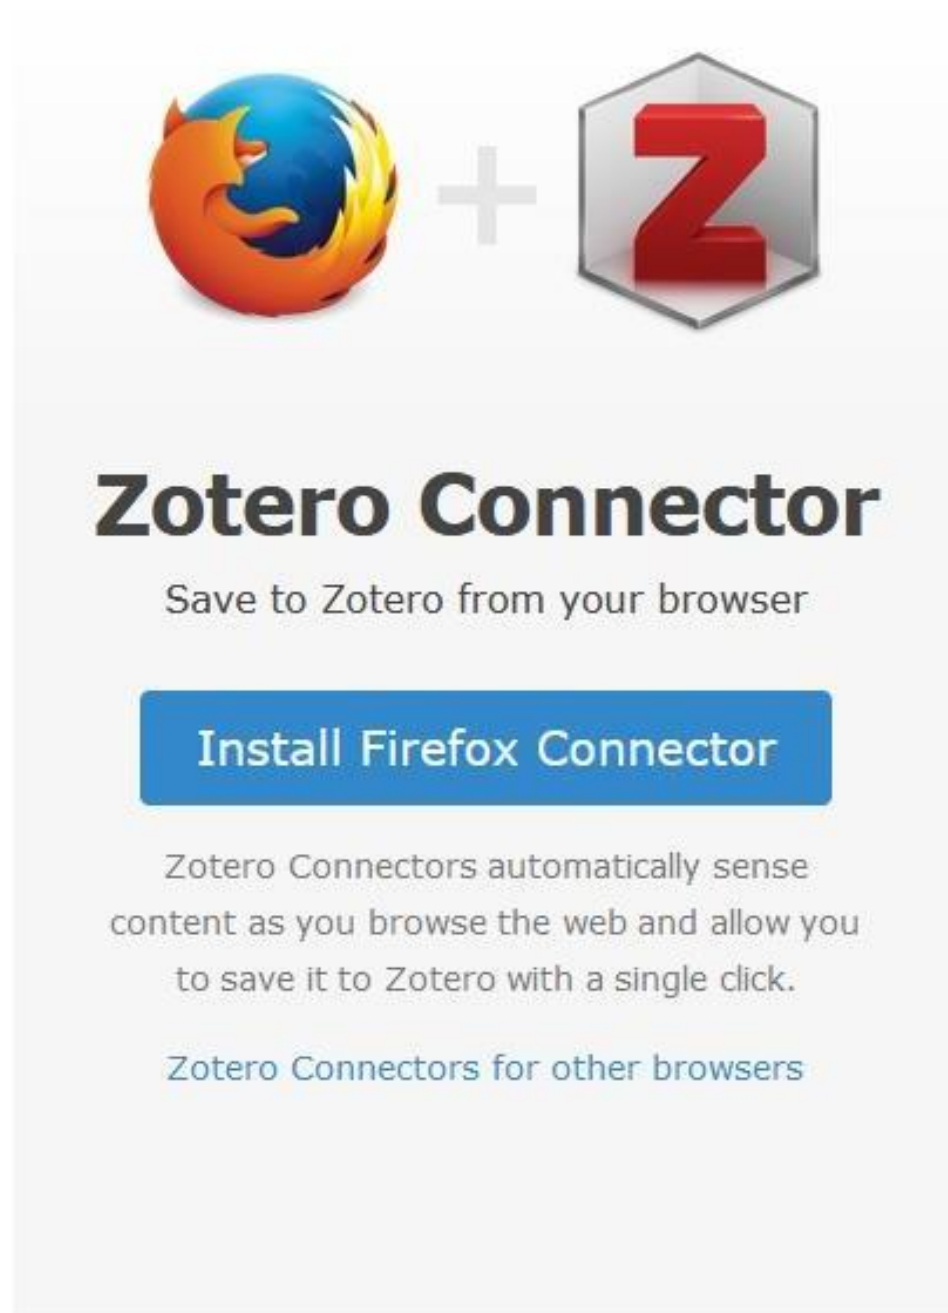 Z
Zotero Connector
Save to Zotero from your browser
Install Firefox Connector
Zotero Connectors automatically sense
content as you browse the web and allow you
to save it to Zotero with a single click.
Zotero Connectors for other browsers